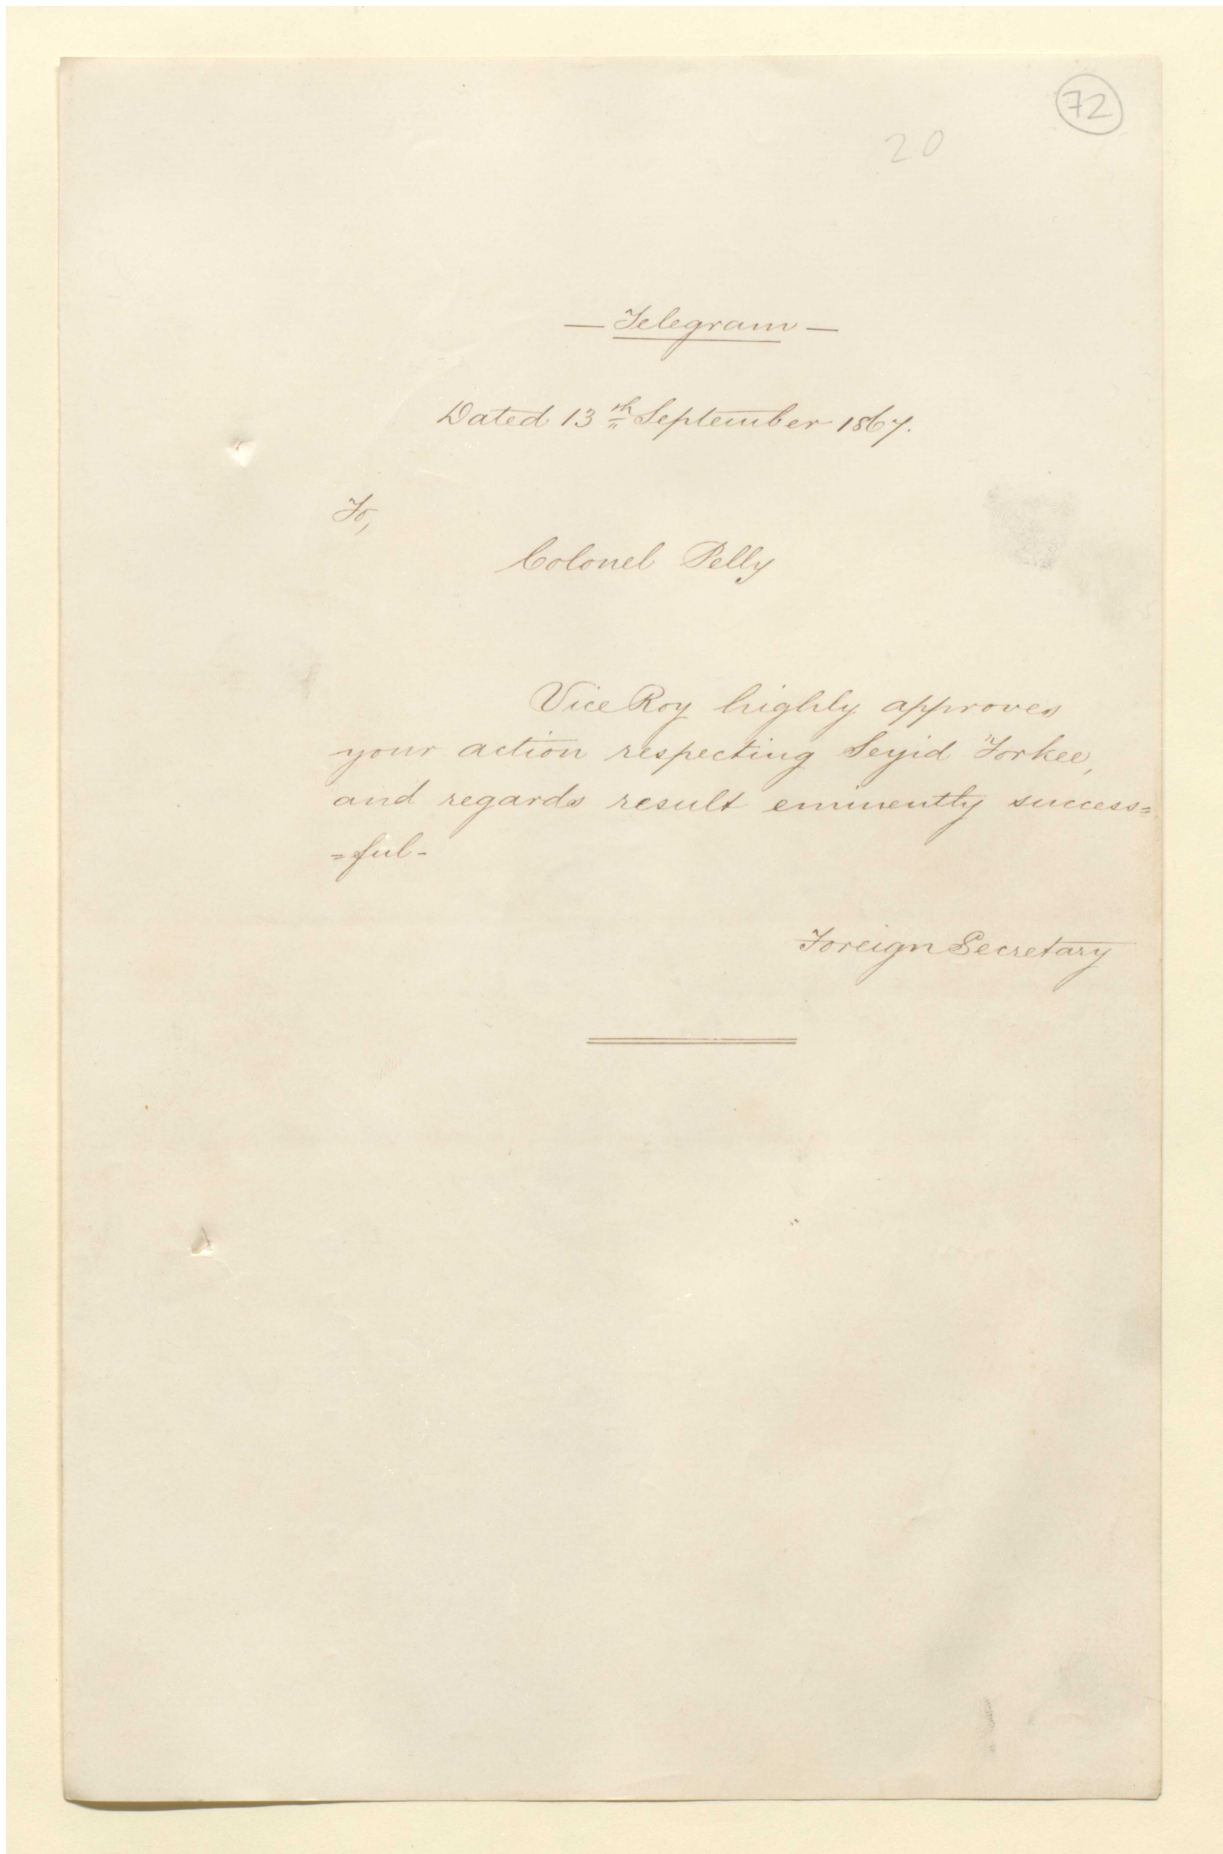 72
20
— Telegram —
Dated 13th September 1867.
To,
Colonel Pelly
Vice Roy highly approves
your action respecting Seyid Torkee,
and regards result eminently success=
=ful-
Foreign Secretary